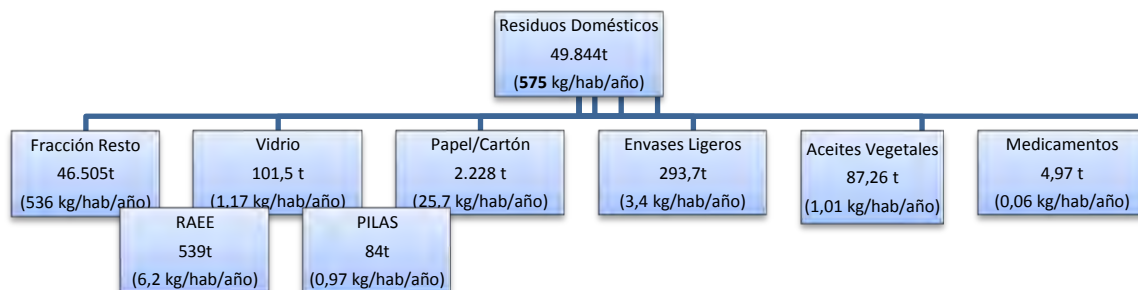 Residuos Domésticos
49.844t
(575 kg/hab/año)
Fracción Resto
46.505t
(536 kg/hab/año)
Vidrio
101,5 t
(1,17 kg/hab/año)
Papel/Cartón
2.228 t
(25,7 kg/hab/año)
Envases Ligeros
293,7t
(3,4 kg/hab/año)
Aceites Vegetales
87,26 t
(1,01 kg/hab/año)
Medicamentos
4,97 t
(0,06 kg/hab/año)
RAEE
539t
(6,2 kg/hab/año)
PILAS
84t
(0,97 kg/hab/año)